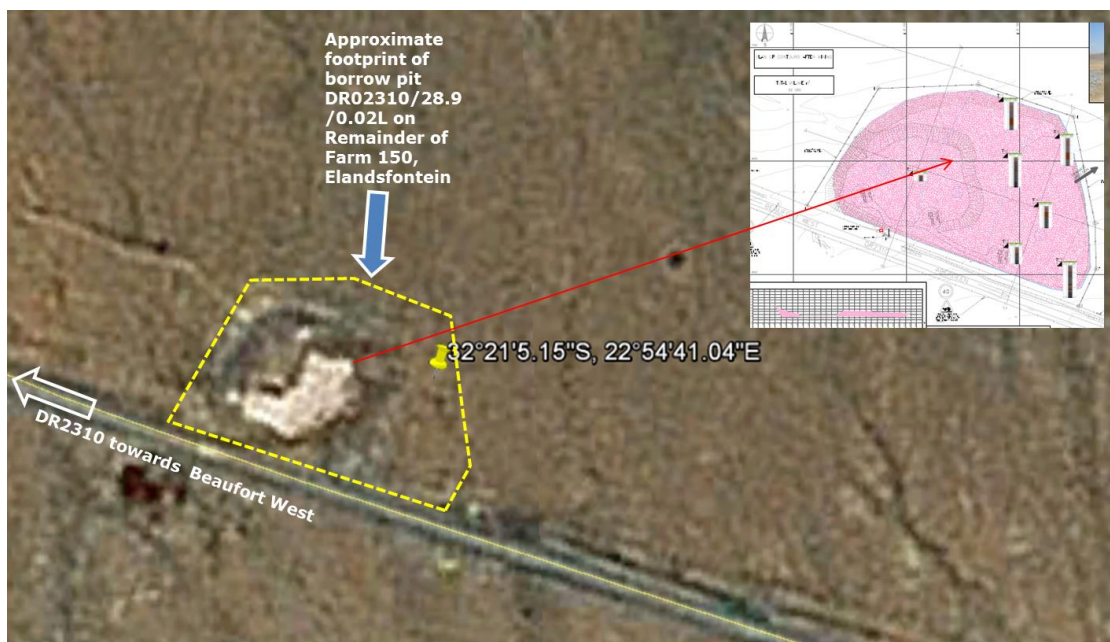 Approximate
footprint of
borrow pit
DR02310/28.9
/0.02L on
Remainder of
Farm 150,
Elandsfontein
32°21'5.15"S, 22°54'41.04"E
DR2310 towards Beaufort West